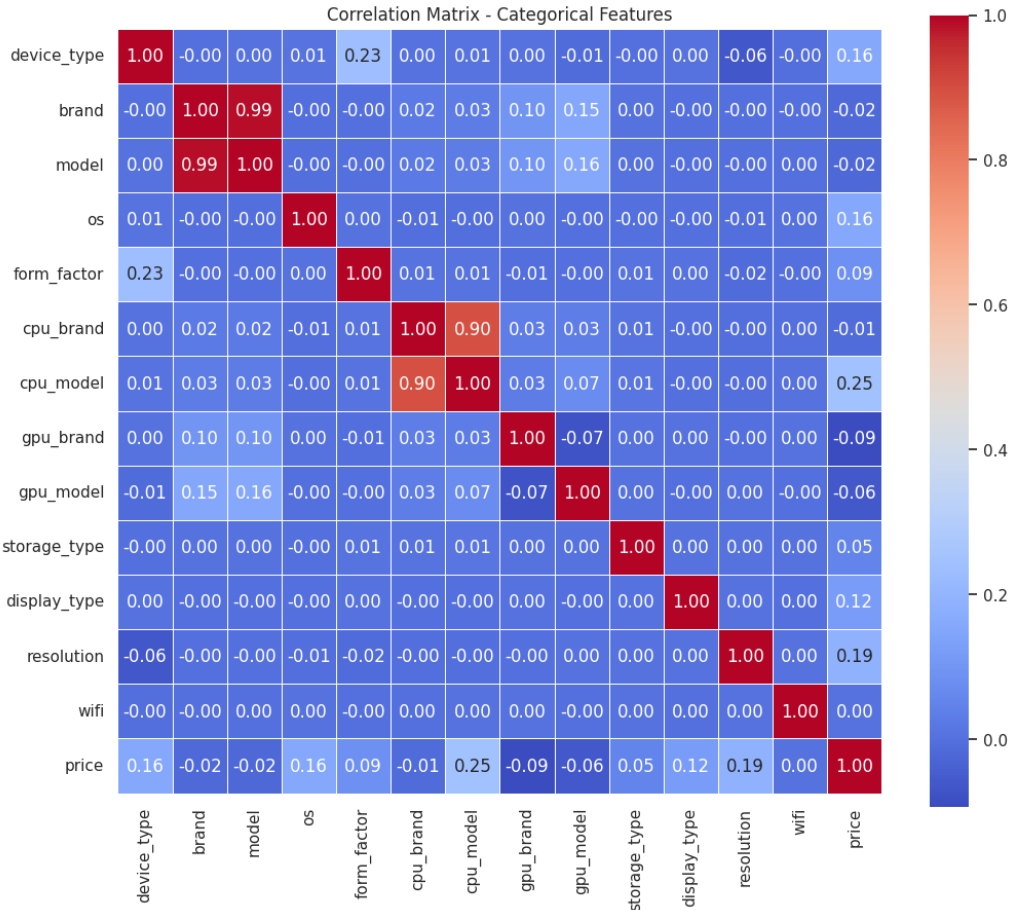 Correlation Matrix - Categorical Features
device_type 1.00 -0.00 0.00 0.01 0.23 0.00 0.01 0.00 -0.01 -0.00 0.00 -0.06 -0.00 0.16
brand -0.00 1.00 0.99 -0.00 -0.00 0.02 0.03 0.10 0.15 0.00 -0.00 -0.00 -0.00 -0.02
model 0.00 0.99 1.00 -0.00 -0.00 0.02 0.03 0.10 0.16 0.00 -0.00 -0.00 0.00 -0.02
os 0.01 -0.00 -0.00 1.00 0.00 -0.01 -0.00 0.00 -0.00 -0.00 -0.00 -0.01 0.00 0.16
form_factor 0.23 -0.00 -0.00 0.00 1.00 0.01 0.01 -0.01 -0.00 0.01 0.00 -0.02 -0.00 0.09
cpu_brand 0.00 0.02 0.02 -0.01 0.01 1.00 0.90 0.03 0.03 0.01 -0.00 -0.00 0.00 -0.01
cpu_model 0.01 0.03 0.03 -0.00 0.01 0.90 1.00 0.03 0.07 0.01 -0.00 -0.00 0.00 0.25
gpu_brand 0.00 0.10 0.10 0.00 -0.01 0.03 0.03 1.00 -0.07 0.00 0.00 -0.00 0.00 -0.09
gpu_model -0.01 0.15 0.16 -0.00 -0.00 0.03 0.07 -0.07 1.00 0.00 -0.00 0.00 -0.00 -0.06
storage_type -0.00 0.00 0.00 -0.00 0.01 0.01 0.01 0.00 0.00 1.00 0.00 0.00 0.00 0.05
display_type 0.00 -0.00 -0.00 -0.00 0.00 -0.00 -0.00 0.00 -0.00 0.00 1.00 0.00 0.00 0.12
resolution -0.06 -0.00 -0.00 -0.01 -0.02 -0.00 -0.00 -0.00 0.00 0.00 0.00 1.00 0.00 0.19
wifi -0.00 -0.00 0.00 0.00 -0.00 0.00 0.00 0.00 -0.00 0.00 0.00 0.00 1.00 0.00
price 0.16 -0.02 -0.02 0.16 0.09 -0.01 0.25 -0.09 -0.06 0.05 0.12 0.19 0.00 1.00
device_type brand model os form_factor cpu_brand cpu_model gpu_brand gpu_model storage_type display_type resolution wifi price
1.0
0.8
0.6
0.4
0.2
0.0